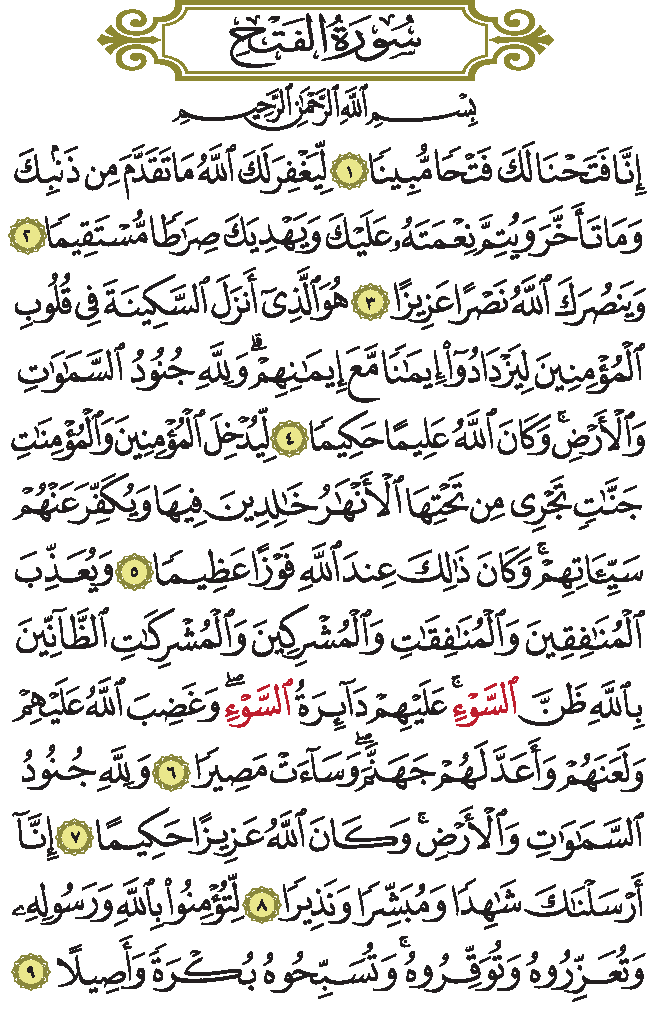 سُورَةُ الفَتْحِ
بِسْمِ اللَّهِ الرَّحْمَٰنِ الرَّحِيمِ
إِنَّا فَتَحْنَا لَكَ فَتْحًا مُّبِينًا ١ لِّيَغْفِرَ لَكَ ٱللَّهُ مَا تَقَدَّمَ مِن ذَنۢبِكَ
وَمَا تَأَخَّرَ وَيُتِمَّ نِعْمَتَهُۥ عَلَيْكَ وَيَهْدِيَكَ صِرَٰطًا مُّسْتَقِيمًا ٢
وَيَنصُرَكَ ٱللَّهُ نَصْرًا عَزِيزًا ٣ هُوَ ٱلَّذِىٓ أَنزَلَ ٱلسَّكِينَةَ فِى قُلُوبِ
ٱلْمُؤْمِنِينَ لِيَزْدَادُوٓا۟ إِيمَٰنًا مَّعَ إِيمَٰنِهِمْ ۗ وَلِلَّهِ جُنُودُ ٱلسَّمَٰوَٰتِ
وَٱلْأَرْضِ ۚ وَكَانَ ٱللَّهُ عَلِيمًا حَكِيمًا ٤ لِّيُدْخِلَ ٱلْمُؤْمِنِينَ وَٱلْمُؤْمِنَٰتِ
جَنَّٰتٍ تَجْرِى مِن تَحْتِهَا ٱلْأَنْهَٰرُ خَٰلِدِينَ فِيهَا وَيُكَفِّرَ عَنْهُمْ
سَيِّـَٔاتِهِمْ ۚ وَكَانَ ذَٰلِكَ عِندَ ٱللَّهِ فَوْزًا عَظِيمًا ٥ وَيُعَذِّبَ
ٱلْمُنَٰفِقِينَ وَٱلْمُنَٰفِقَٰتِ وَٱلْمُشْرِكِينَ وَٱلْمُشْرِكَٰتِ ٱلظَّآنِّينَ
بِٱللَّهِ ظَنَّ ٱلسَّوْءِ ۚ عَلَيْهِمْ دَآئِرَةُ ٱلسَّوْءِ ۖ وَغَضِبَ ٱللَّهُ عَلَيْهِمْ
وَلَعَنَهُمْ وَأَعَدَّ لَهُمْ جَهَنَّمَ ۖ وَسَآءَتْ مَصِيرًا ٦ وَلِلَّهِ جُنُودُ
ٱلسَّمَٰوَٰتِ وَٱلْأَرْضِ ۚ وَكَانَ ٱللَّهُ عَزِيزًا حَكِيمًا ٧ إِنَّآ
أَرْسَلْنَٰكَ شَٰهِدًا وَمُبَشِّرًا وَنَذِيرًا ٨ لِّتُؤْمِنُوا۟ بِٱللَّهِ وَرَسُولِهِۦ
وَتُعَزِّرُوهُ وَتُوَقِّرُوهُ ۚ وَتُسَبِّحُوهُ بُكْرَةً وَأَصِيلًا ٩